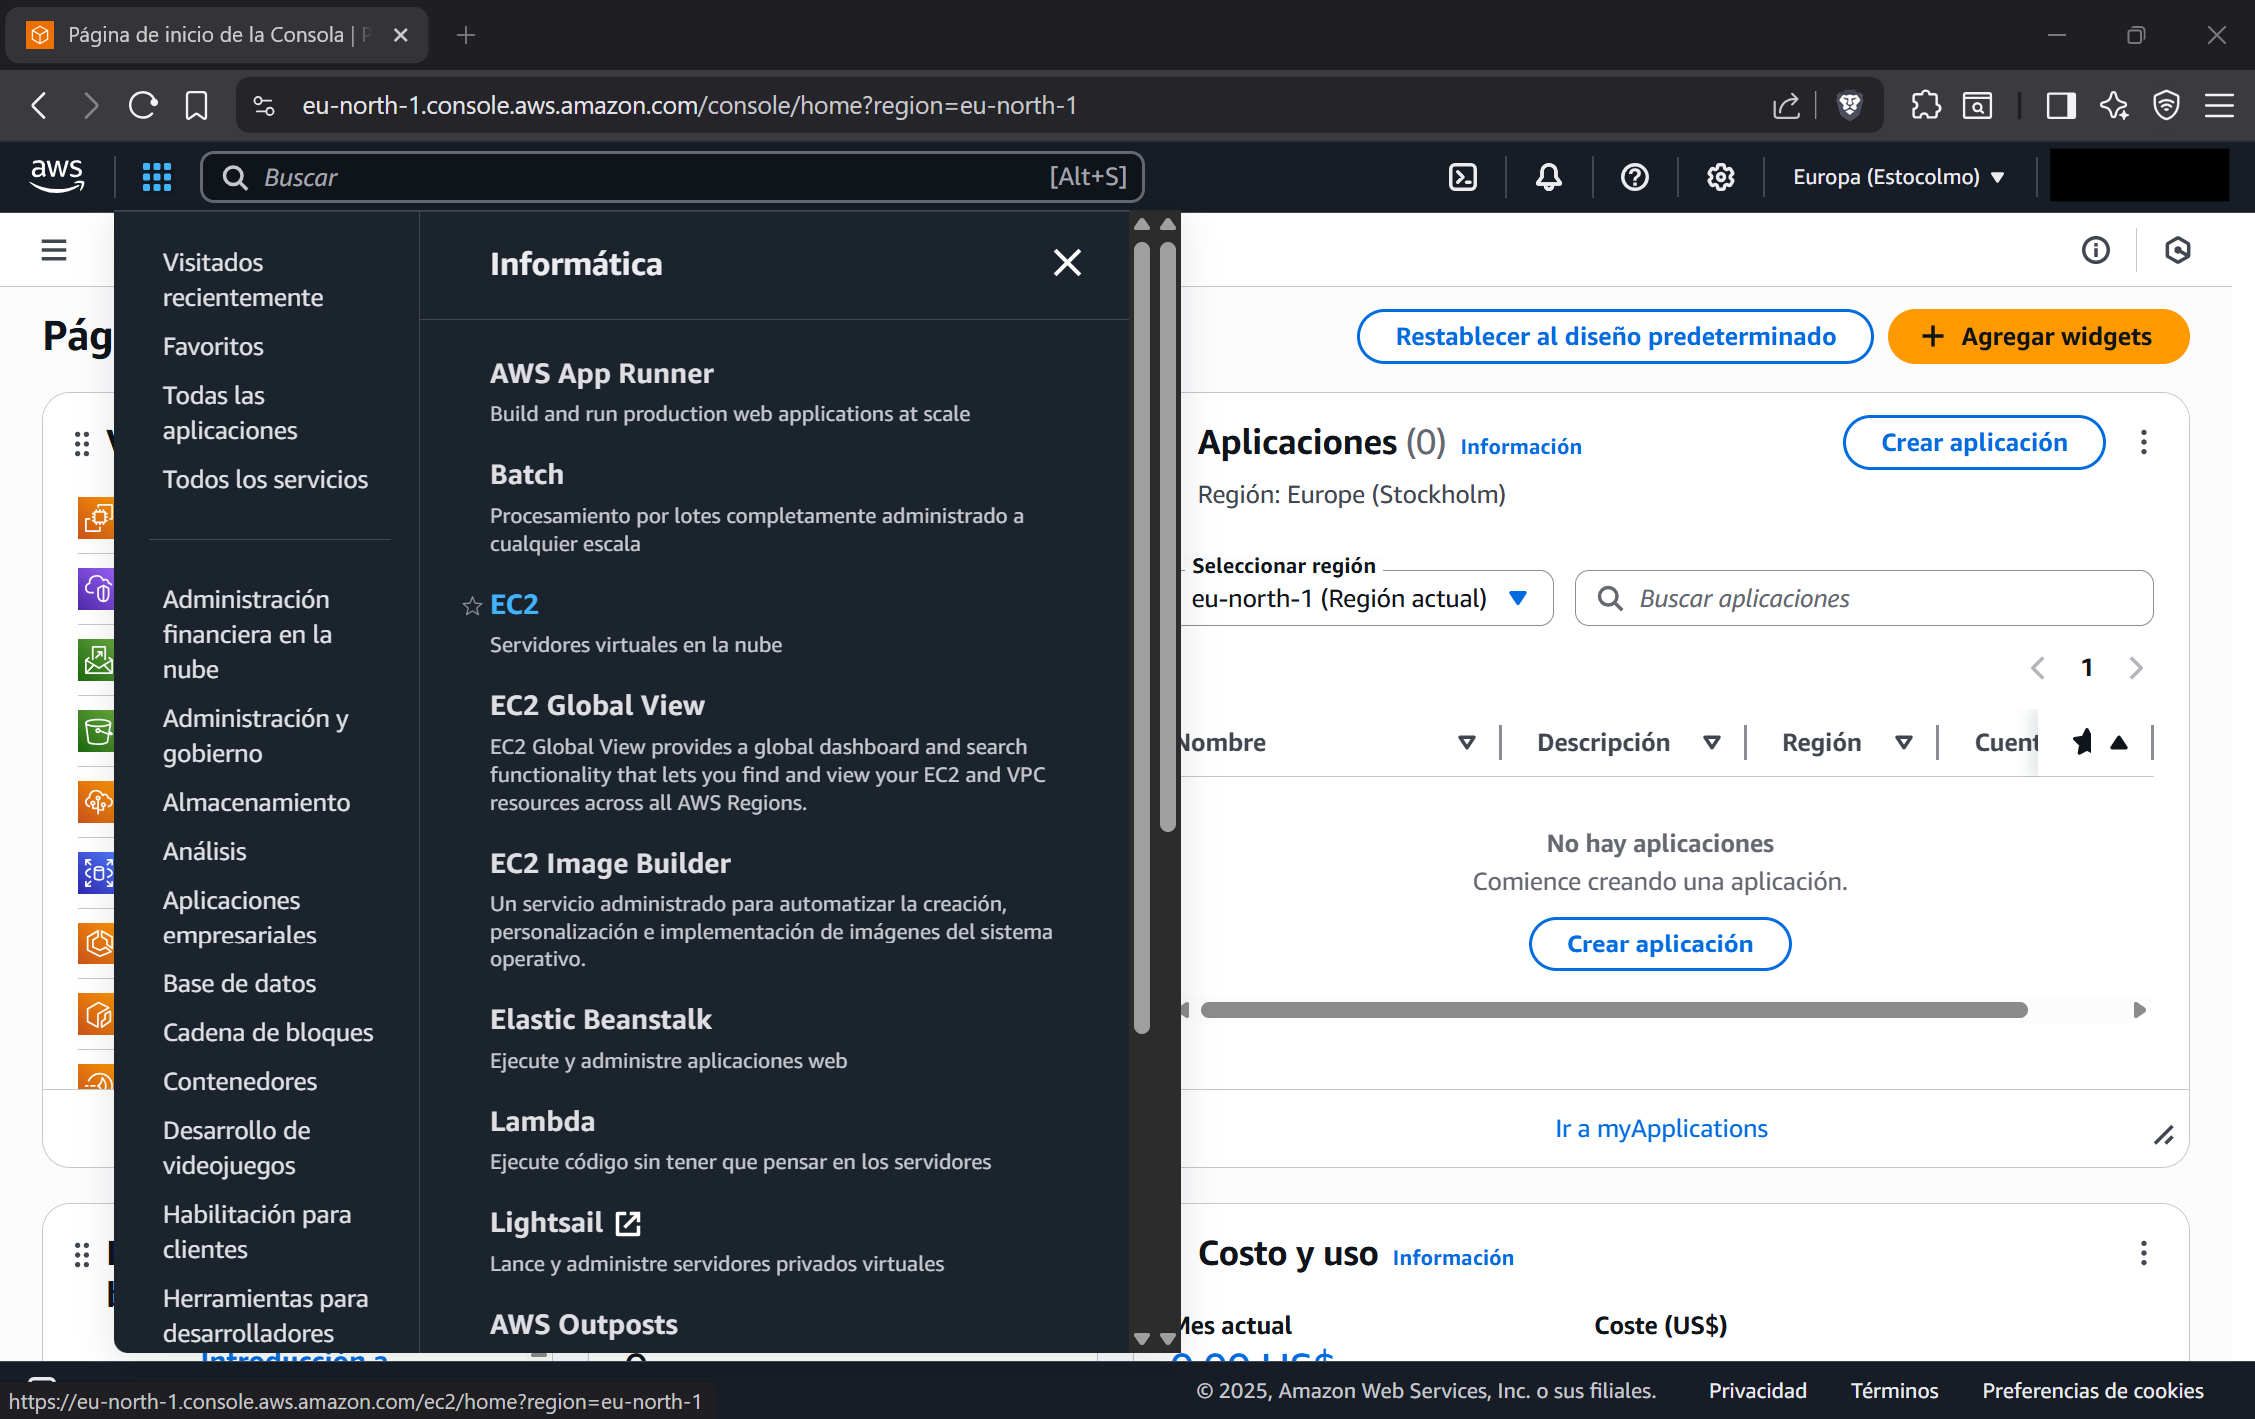 Página de inicio de la Consola |
eu-north-1.console.aws.amazon.com/console/home?region=eu-north-1
aws
Buscar
[Alt+S]
Europa (Estocolmo)
Visitados
recientemente
Favoritos
Todas las
aplicaciones
Todos los servicios
Administración
financiera en la
nube
Administración y
gobierno
Almacenamiento
Análisis
Aplicaciones
empresariales
Base de datos
Cadena de bloques
Contenedores
Desarrollo de
videojuegos
Habilitación para
clientes
Herramientas para
desarrolladores
Informática
AWS App Runner
Build and run production web applications at scale
Batch
Procesamiento por lotes completamente administrado a
cualquier escala
EC2
Servidores virtuales en la nube
EC2 Global View
EC2 Global View provides a global dashboard and search
functionality that lets you find and view your EC2 and VPC
resources across all AWS Regions.
EC2 Image Builder
Un servicio administrado para automatizar la creación,
personalización e implementación de imágenes del sistema
operativo.
Elastic Beanstalk
Ejecute y administre aplicaciones web
Lambda
Ejecute código sin tener que pensar en los servidores
Lightsail
Lance y administre servidores privados virtuales
AWS Outposts
Pág
Restablecer al diseño predeterminado
+ Agregar widgets
Aplicaciones (0) Información
Crear aplicación
Región: Europe (Stockholm)
Seleccionar región
eu-north-1 (Región actual)
Buscar aplicaciones
1
Nombre
Descripción
Región
Cuent
No hay aplicaciones
Comience creando una aplicación.
Crear aplicación
Ir a myApplications
Costo y uso Información
Mes actual
Coste (US$)
0,00 US$
Introducción a
© 2025, Amazon Web Services, Inc. o sus filiales.
Privacidad
Términos
Preferencias de cookies
https://eu-north-1.console.aws.amazon.com/ec2/home?region=eu-north-1